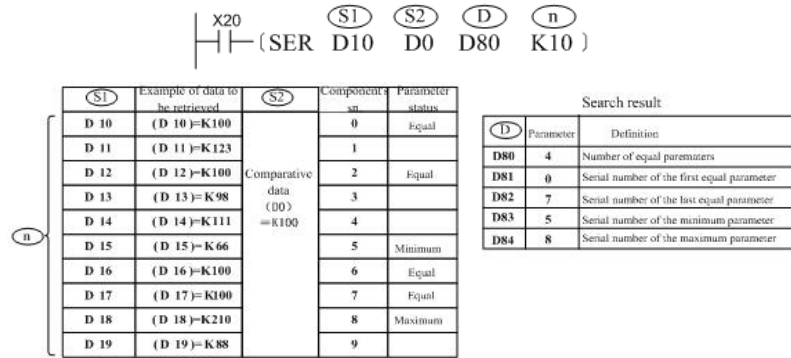 S1 S2 D n
X20
SER D10 D0 D80 K10
S1 Example of data to be retrieved S2 Component's sn. Parameter status
D 10 (D 10)=K100 0 Equal
D 11 (D 11)=K123 1
D 12 (D 12)=K100 Comparative data (D0) =K100 2 Equal
D 13 (D 13)=K98 3
D 14 (D 14)=K111 4
n D 15 (D 15)=K66 5 Minimum
D 16 (D 16)=K100 6 Equal
D 17 (D 17)=K100 7 Equal
D 18 (D 18)=K210 8 Maximum
D 19 (D 19)=K88 9
Search result
D Parameter Definition
D80 4 Number of equal parematers
D81 0 Serial number of the first equal parameter
D82 7 Serial number of the last equal parameter
D83 5 Serial number of the minimum parameter
D84 8 Serial number of the maximum parameter